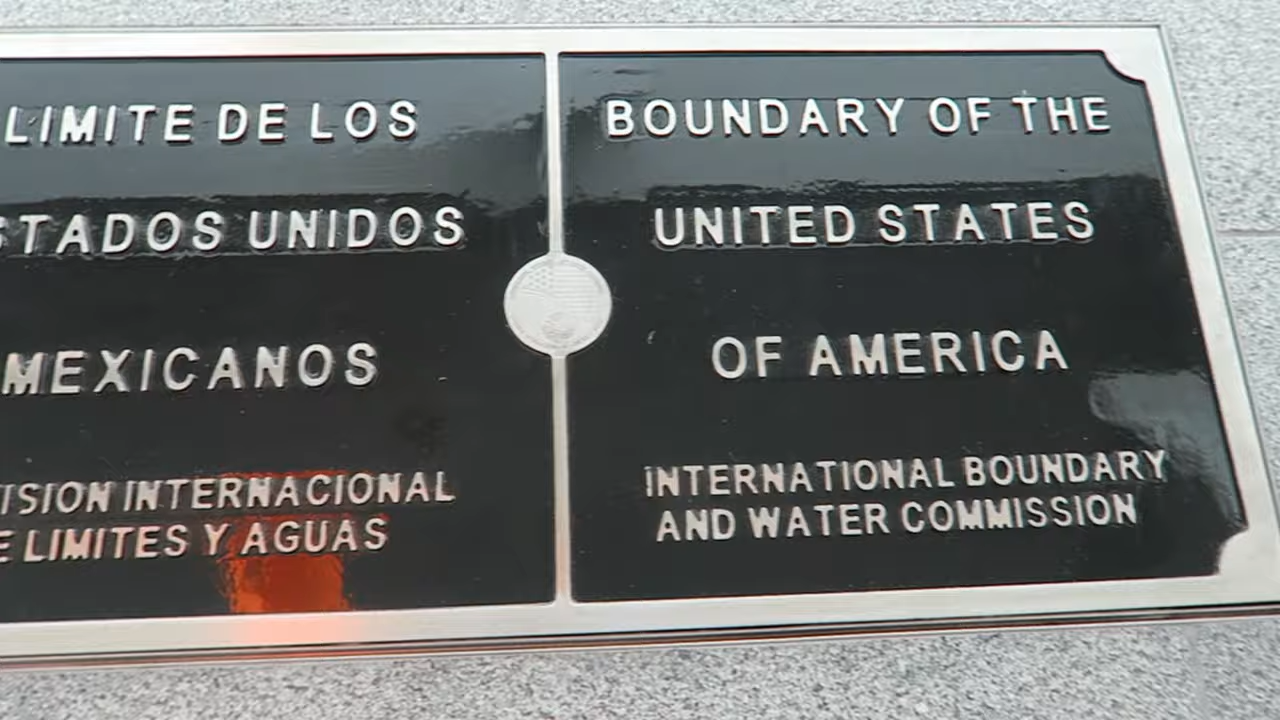 LIMITE DE LOS
STADOS UNIDOS
MEXICANOS
ISION INTERNACIONAL
E LIMITES Y AGUAS
BOUNDARY OF THE
UNITED STATES
OF AMERICA
INTERNATIONAL BOUNDARY
AND WATER COMMISSION